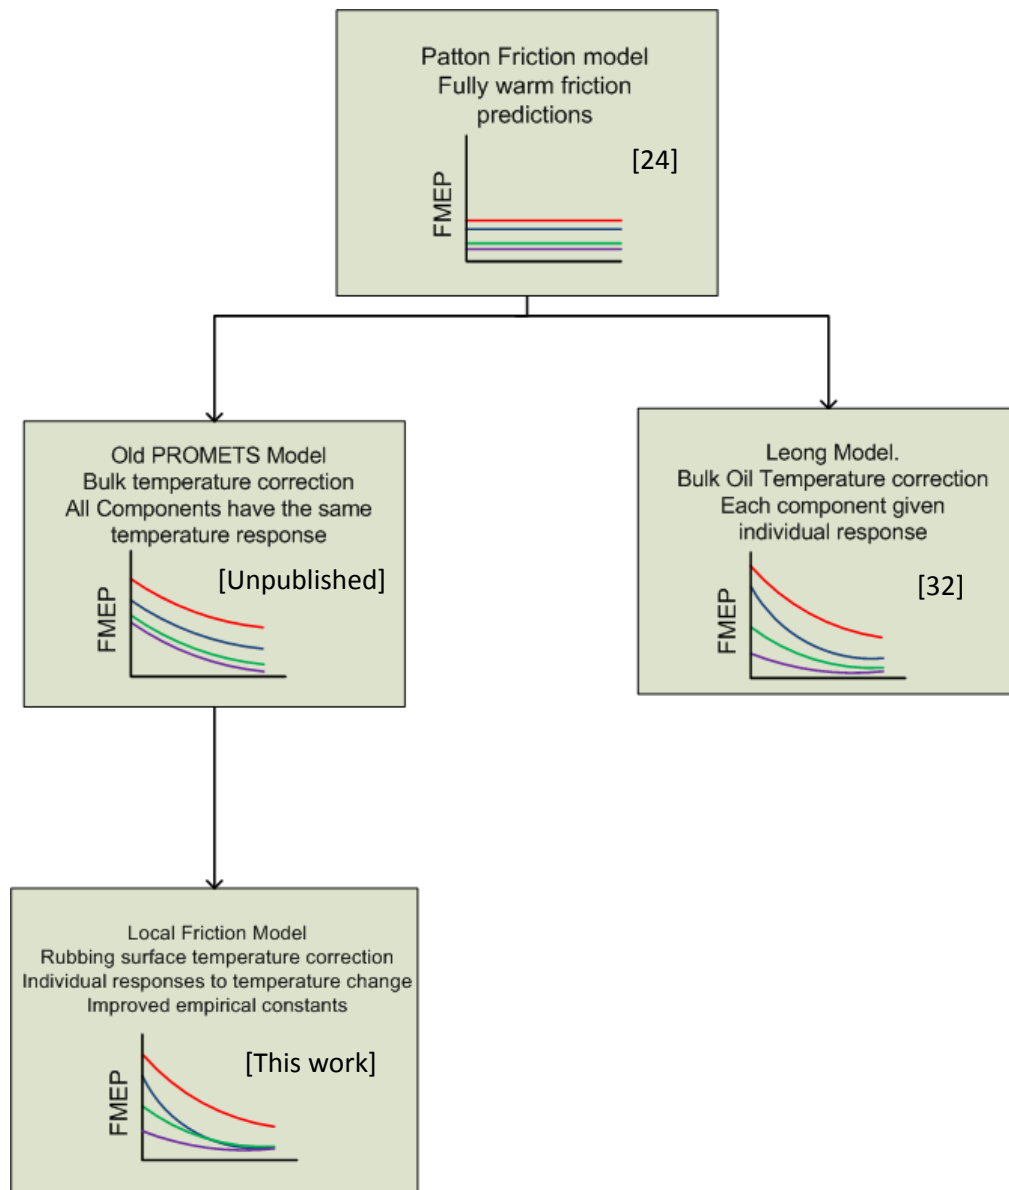 Patton Friction model
Fully warm friction
predictions
[24]
FMEP
Old PROMETS Model
Bulk temperature correction
All Components have the same
temperature response
[Unpublished]
FMEP
Leong Model.
Bulk Oil Temperature correction
Each component given
individual response
[32]
FMEP
Local Friction Model
Rubbing surface temperature correction
Individual responses to temperature change
Improved empirical constants
[This work]
FMEP